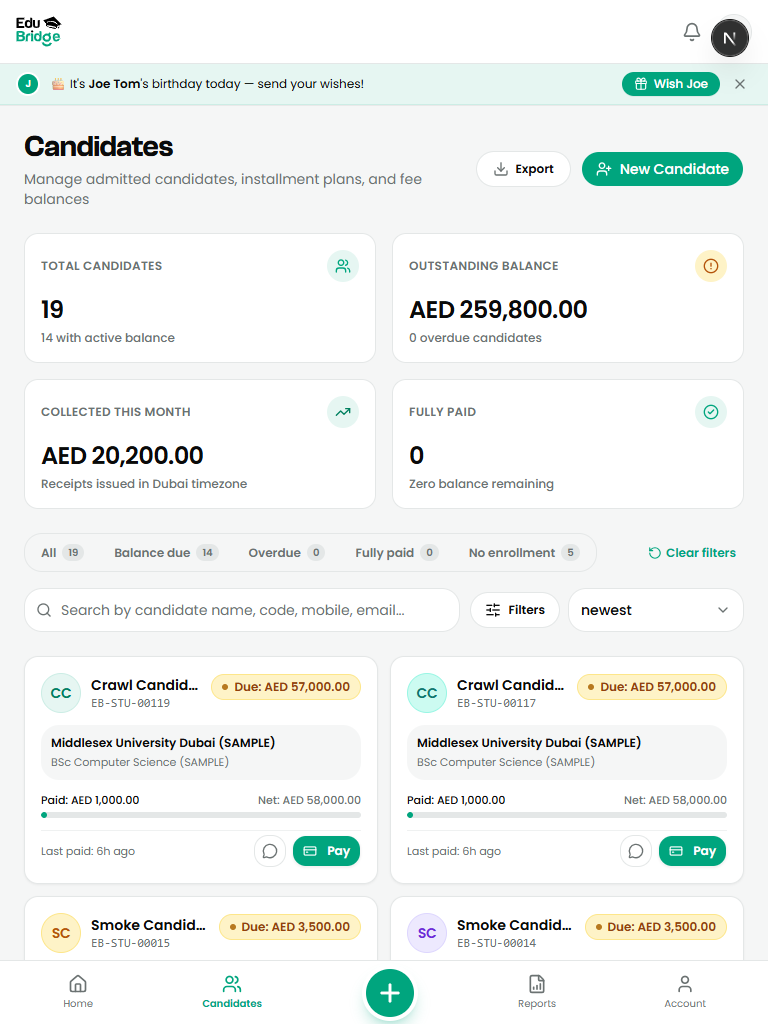 Edu
Bridge
N
J
🎂 It's Joe Tom's birthday today — send your wishes!
Wish Joe
Candidates
Manage admitted candidates, installment plans, and fee
balances
Export
New Candidate
TOTAL CANDIDATES
19
14 with active balance
OUTSTANDING BALANCE
AED 259,800.00
0 overdue candidates
COLLECTED THIS MONTH
AED 20,200.00
Receipts issued in Dubai timezone
FULLY PAID
0
Zero balance remaining
All 19
Balance due 14
Overdue 0
Fully paid 0
No enrollment 5
Clear filters
Search by candidate name, code, mobile, email...
Filters
newest
CC
Crawl Candid...
EB-STU-00119
Due: AED 57,000.00
Middlesex University Dubai (SAMPLE)
BSc Computer Science (SAMPLE)
Paid: AED 1,000.00
Net: AED 58,000.00
Last paid: 6h ago
Pay
CC
Crawl Candid...
EB-STU-00117
Due: AED 57,000.00
Middlesex University Dubai (SAMPLE)
BSc Computer Science (SAMPLE)
Paid: AED 1,000.00
Net: AED 58,000.00
Last paid: 6h ago
Pay
SC
Smoke Candid...
EB-STU-00015
Due: AED 3,500.00
SC
Smoke Candid...
EB-STU-00014
Due: AED 3,500.00
Home
Candidates
Reports
Account